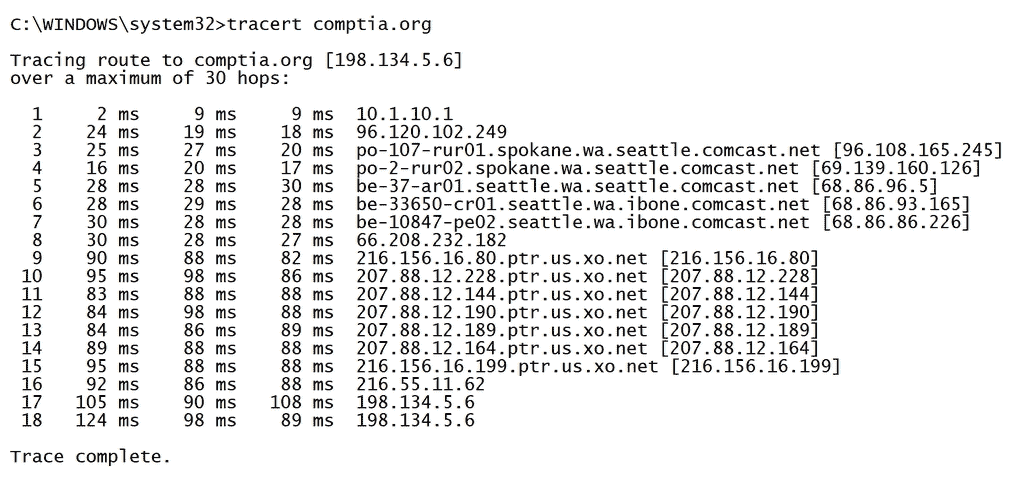 C:\WINDOWS\system32>tracert comptia.org
Tracing route to comptia.org [198.134.5.6]
over a maximum of 30 hops:
1 2 ms 9 ms 9 ms 10.1.10.1
2 24 ms 19 ms 18 ms 96.120.102.249
3 25 ms 27 ms 20 ms po-107-rur01.spokane.wa.seattle.comcast.net [96.108.165.245]
4 16 ms 20 ms 17 ms po-2-rur02.spokane.wa.seattle.comcast.net [69.139.160.126]
5 28 ms 28 ms 30 ms be-37-ar01.seattle.wa.seattle.comcast.net [68.86.96.5]
6 28 ms 29 ms 28 ms be-33650-cr01.seattle.wa.ibone.comcast.net [68.86.93.165]
7 30 ms 28 ms 28 ms be-10847-pe02.seattle.wa.ibone.comcast.net [68.86.86.226]
8 30 ms 28 ms 27 ms 66.208.232.182
9 90 ms 88 ms 82 ms 216.156.16.80.ptr.us.xo.net [216.156.16.80]
10 95 ms 98 ms 86 ms 207.88.12.228.ptr.us.xo.net [207.88.12.228]
11 83 ms 88 ms 88 ms 207.88.12.144.ptr.us.xo.net [207.88.12.144]
12 84 ms 98 ms 88 ms 207.88.12.190.ptr.us.xo.net [207.88.12.190]
13 84 ms 86 ms 89 ms 207.88.12.189.ptr.us.xo.net [207.88.12.189]
14 89 ms 88 ms 88 ms 207.88.12.164.ptr.us.xo.net [207.88.12.164]
15 95 ms 88 ms 88 ms 216.156.16.199.ptr.us.xo.net [216.156.16.199]
16 92 ms 86 ms 88 ms 216.55.11.62
17 105 ms 90 ms 108 ms 198.134.5.6
18 124 ms 98 ms 89 ms 198.134.5.6
Trace complete.